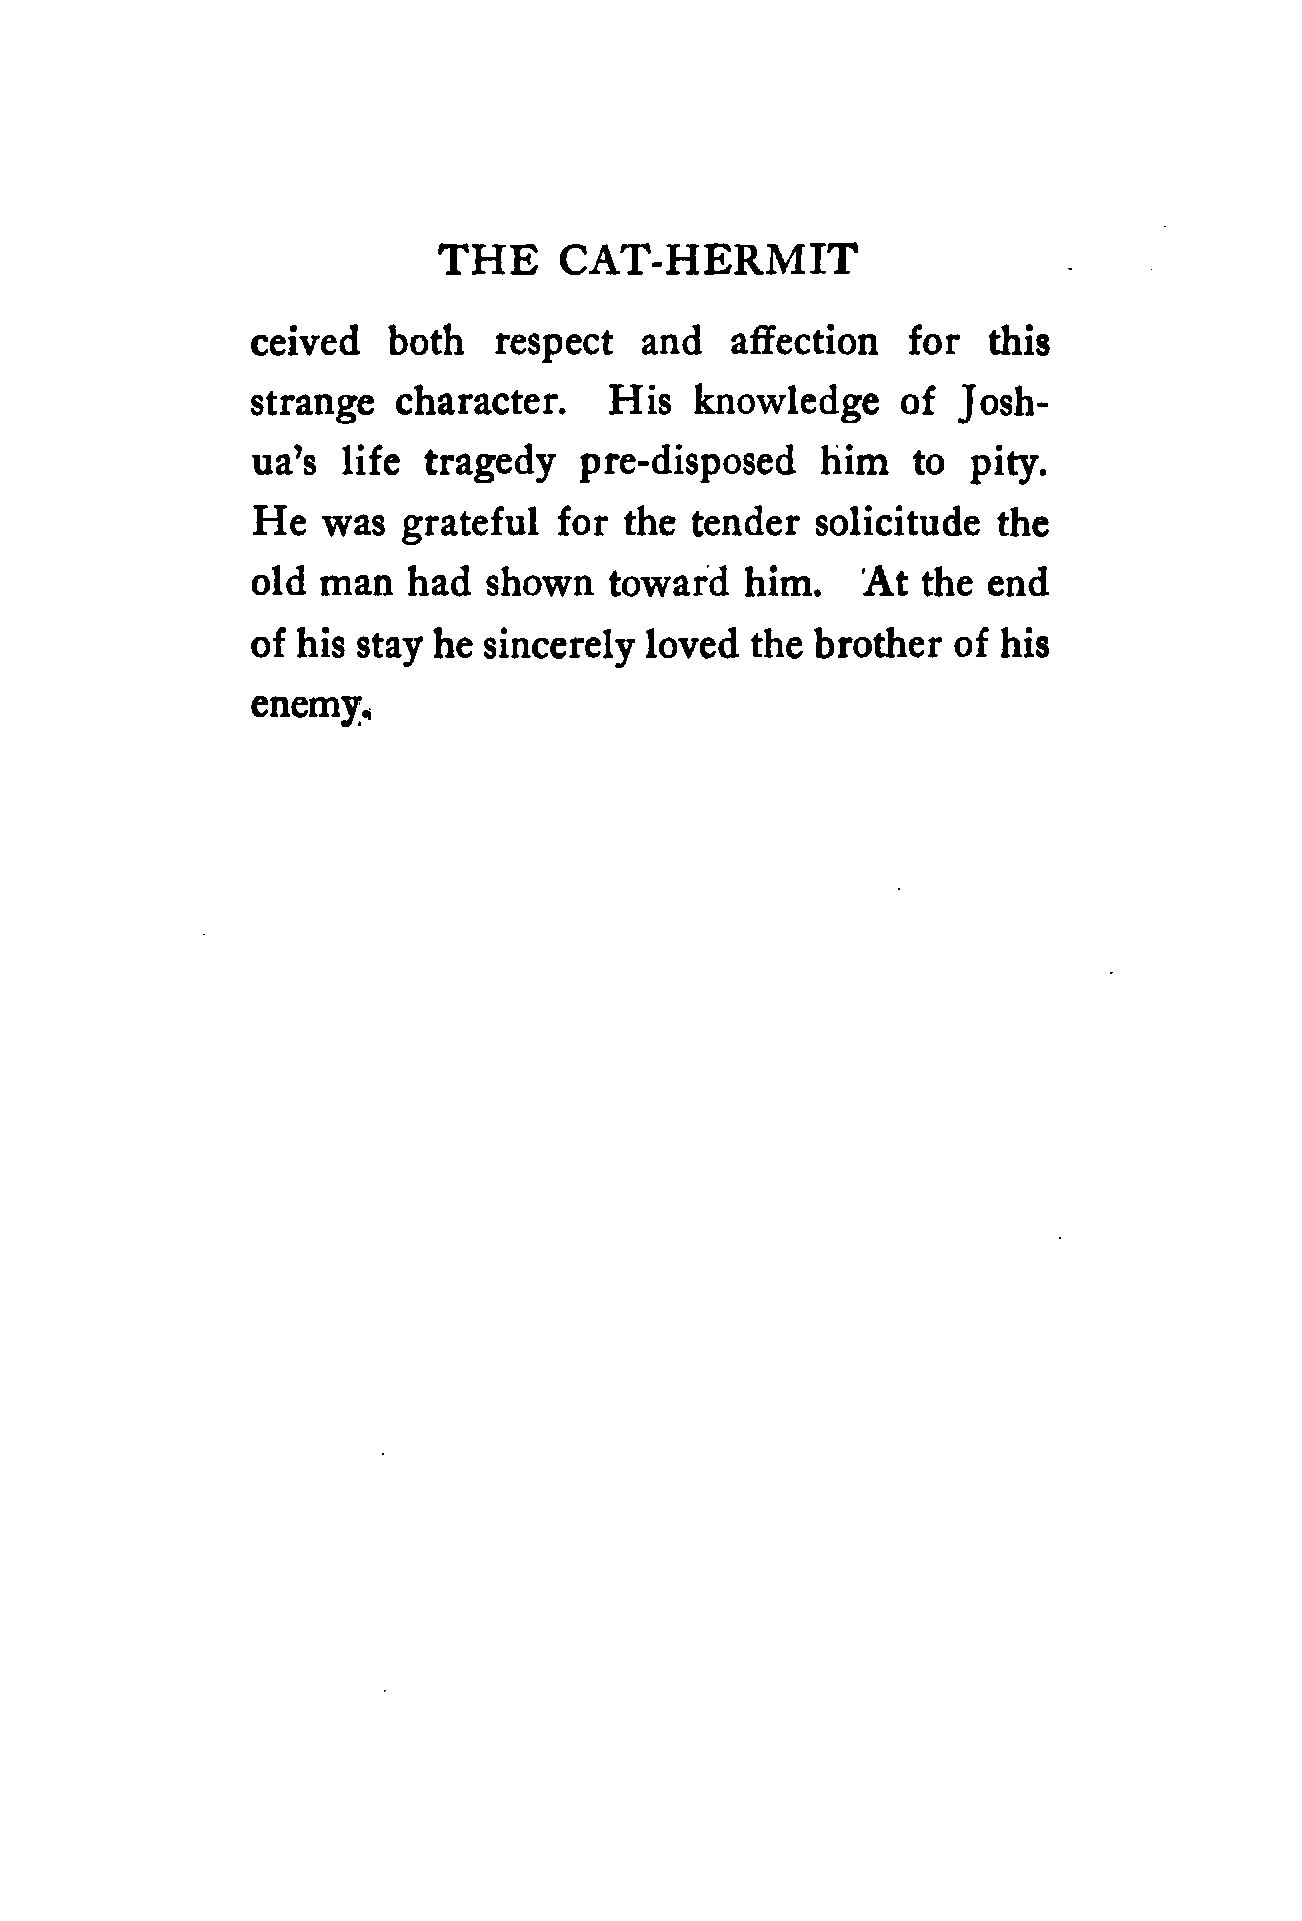 THE CAT-HERMIT
ceived both respect and affection for this
strange character. His knowledge of Josh-
ua's life tragedy pre-disposed him to pity.
He was grateful for the tender solicitude the
old man had shown toward him. At the end
of his stay he sincerely loved the brother of his
enemy.